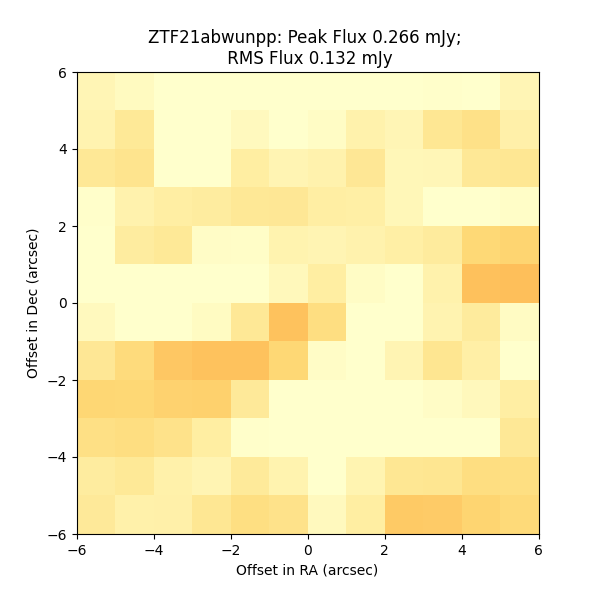 ZTF21abwunpp: Peak Flux 0.266 mJy;
RMS Flux 0.132 mJy
6
4
2
0
−2
−4
−6
Offset in Dec (arcsec)
−6 −4 −2 0 2 4 6
Offset in RA (arcsec)